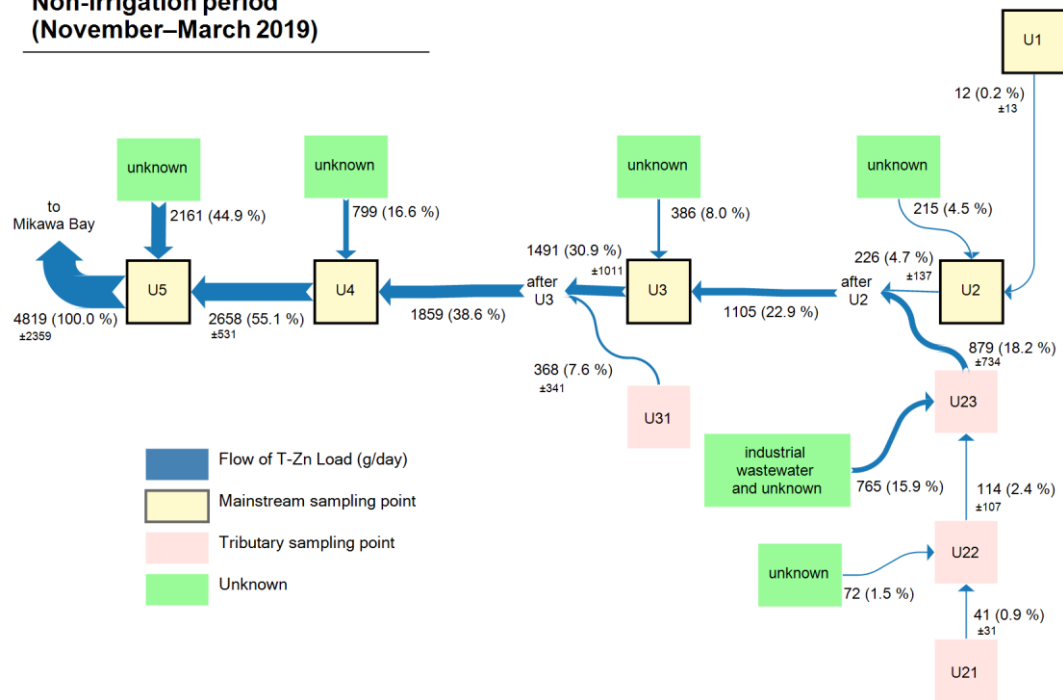 Non-irrigation period
(November–March 2019)
U1
12 (0.2 %)
±13
unknown
unknown
unknown
unknown
to
Mikawa Bay
2161 (44.9 %)
799 (16.6 %)
386 (8.0 %)
215 (4.5 %)
1491 (30.9 %)
±1011
226 (4.7 %)
±137
U5
U4
after
U3
U3
after
U2
U2
4819 (100.0 %)
±2359
2658 (55.1 %)
±531
1859 (38.6 %)
1105 (22.9 %)
879 (18.2 %)
±734
368 (7.6 %)
±341
U31
U23
industrial
wastewater
and unknown
765 (15.9 %)
114 (2.4 %)
±107
U22
unknown
72 (1.5 %)
41 (0.9 %)
±31
U21
Flow of T-Zn Load (g/day)
Mainstream sampling point
Tributary sampling point
Unknown